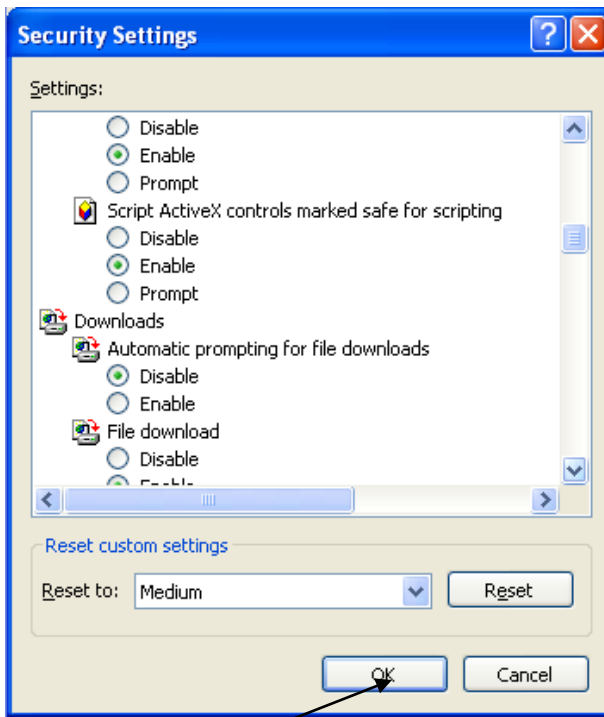 Security Settings
Settings:
Disable
Enable
Prompt
Script ActiveX controls marked safe for scripting
Disable
Enable
Prompt
Downloads
Automatic prompting for file downloads
Disable
Enable
File download
Disable
Enable
Reset custom settings
Reset to: Medium Reset
OK Cancel